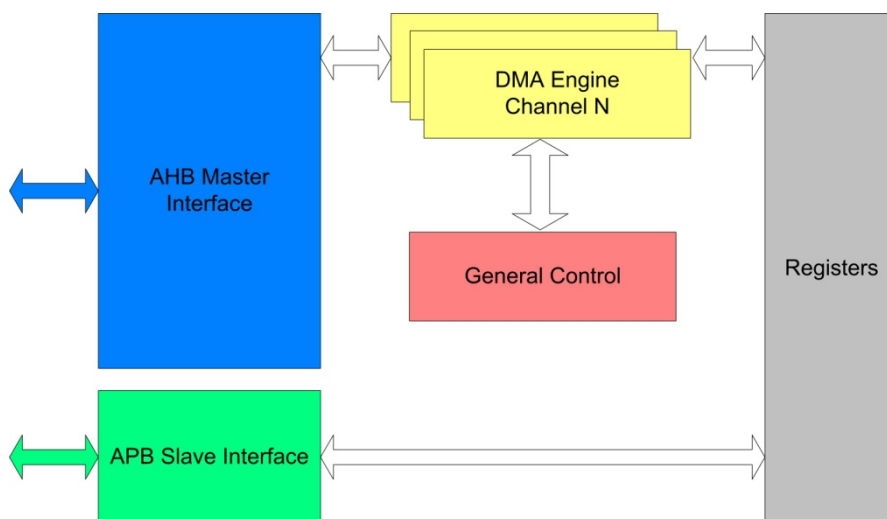 DMA Engine
Channel N
AHB Master
Interface
General Control
Registers
APB Slave Interface